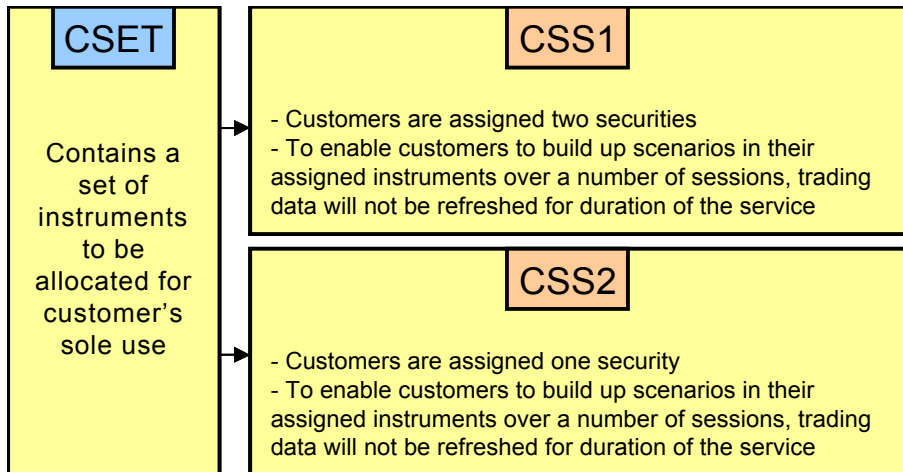 CSET
Contains a
set of
instruments
to be
allocated for
customer's
sole use
CSS1
- Customers are assigned two securities
- To enable customers to build up scenarios in their
assigned instruments over a number of sessions, trading
data will not be refreshed for duration of the service
CSS2
- Customers are assigned one security
- To enable customers to build up scenarios in their
assigned instruments over a number of sessions, trading
data will not be refreshed for duration of the service